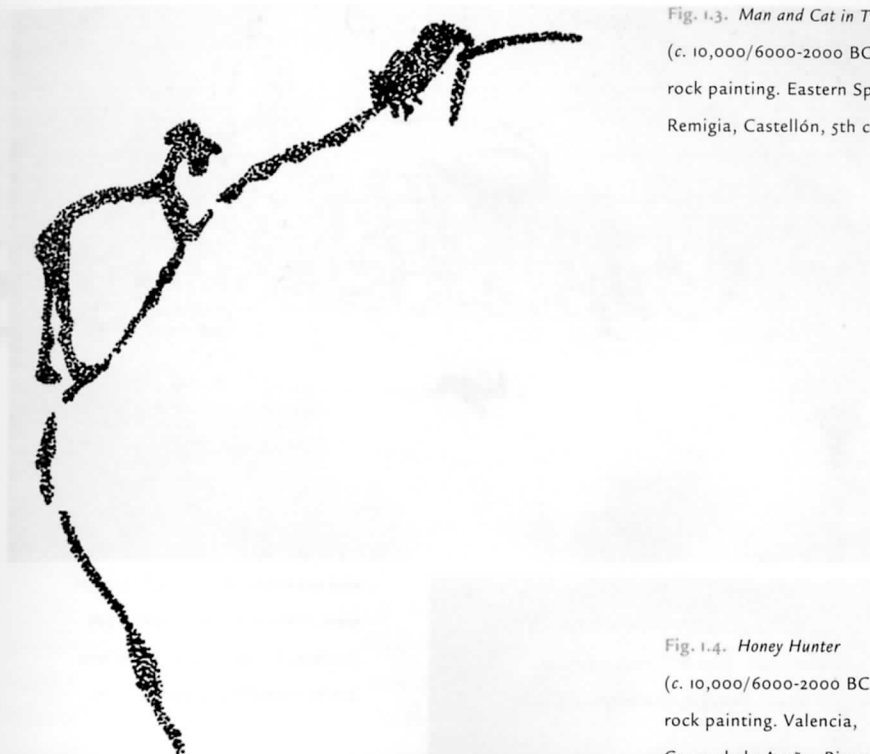 Fig. 1.3. Man and Cat in T
(c. 10,000/6000-2000 BC
rock painting. Eastern Sp
Remigia, Castellón, 5th c
Fig. 1.4. Honey Hunter
(c. 10,000/6000-2000 BC
rock painting. Valencia,